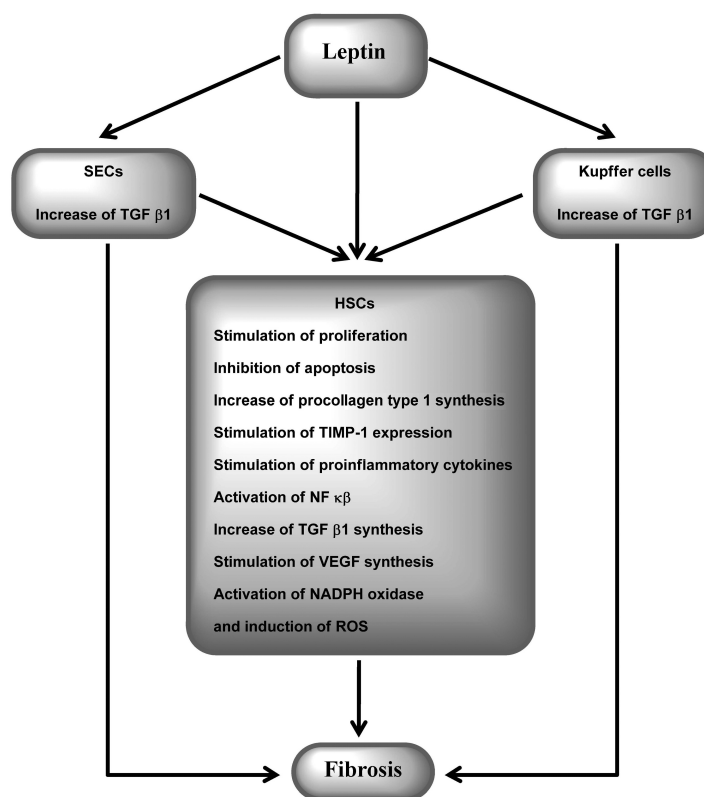 Leptin
SECs
Increase of TGF β1
Kupffer cells
Increase of TGF β1
HSCs
Stimulation of proliferation
Inhibition of apoptosis
Increase of procollagen type 1 synthesis
Stimulation of TIMP-1 expression
Stimulation of proinflammatory cytokines
Activation of NF κβ
Increase of TGF β1 synthesis
Stimulation of VEGF synthesis
Activation of NADPH oxidase
and induction of ROS
Fibrosis